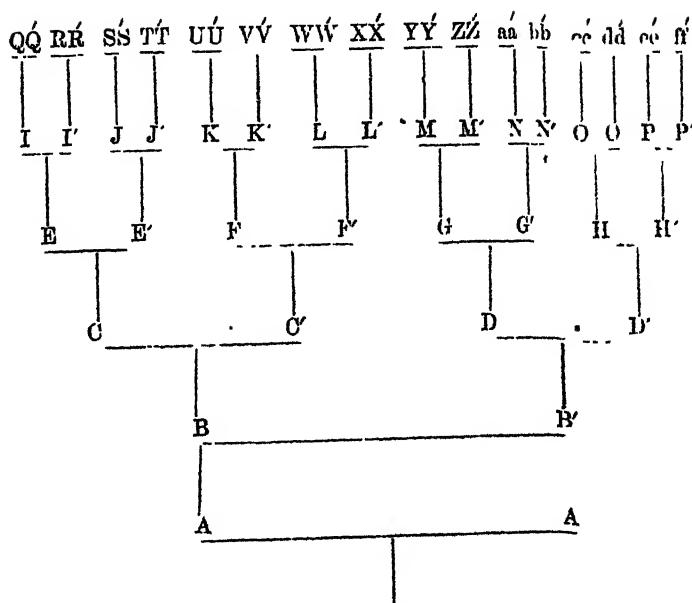 QQ́ RŔ SŚ TT́ UÚ VV́ WẂ XX́ YÝ ZŹ aá bb́ cć dd́ eé ff́
I I′ J J′ K K′ L L′ M M′ N N′ O O P P′
E E′ F F′ G G′ H H′
C C′ D D′
B B′
A A